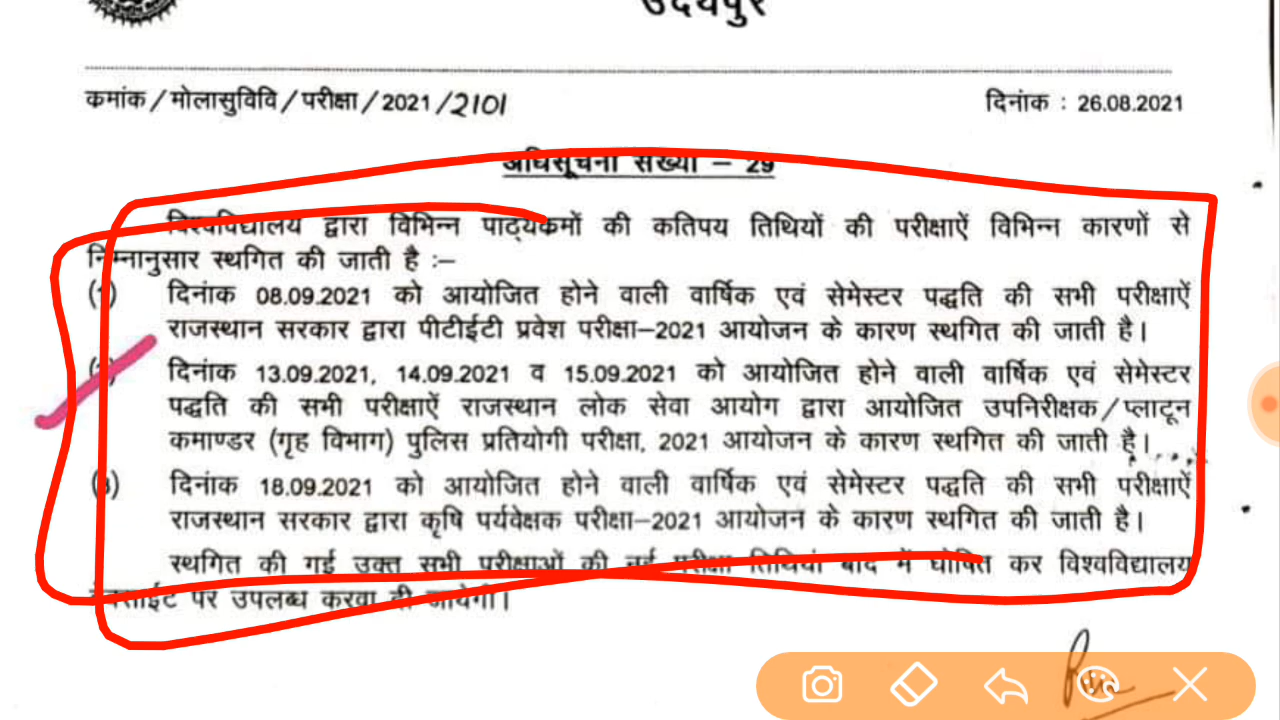 उदयपुर
कमांक/मोलासुविवि/परीक्षा/2021/2101 दिनांक : 26.08.2021
अधिसूचना संख्या – 29
विश्वविद्यालय द्वारा विभिन्न पाठ्यकमों की कतिपय तिथियों की परीक्षाऐं विभिन्न कारणों से
निम्नानुसार स्थगित की जाती है :–
(1) दिनांक 08.09.2021 को आयोजित होने वाली वार्षिक एवं सेमेस्टर पद्धति की सभी परीक्षाऐं
राजस्थान सरकार द्वारा पीटीईटी प्रवेश परीक्षा–2021 आयोजन के कारण स्थगित की जाती है।
(2) दिनांक 13.09.2021, 14.09.2021 व 15.09.2021 को आयोजित होने वाली वार्षिक एवं सेमेस्टर
पद्धति की सभी परीक्षाऐं राजस्थान लोक सेवा आयोग द्वारा आयोजित उपनिरीक्षक/प्लाटून
कमाण्डर (गृह विभाग) पुलिस प्रतियोगी परीक्षा, 2021 आयोजन के कारण स्थगित की जाती है।
(3) दिनांक 18.09.2021 को आयोजित होने वाली वार्षिक एवं सेमेस्टर पद्धति की सभी परीक्षाऐं
राजस्थान सरकार द्वारा कृषि पर्यवेक्षक परीक्षा–2021 आयोजन के कारण स्थगित की जाती है।
स्थगित की गई उक्त सभी परीक्षाओं की नई परीक्षा तिथियां बाद में घोषित कर विश्वविद्यालय
वेबसाईट पर उपलब्ध करवा दी जायेगी।